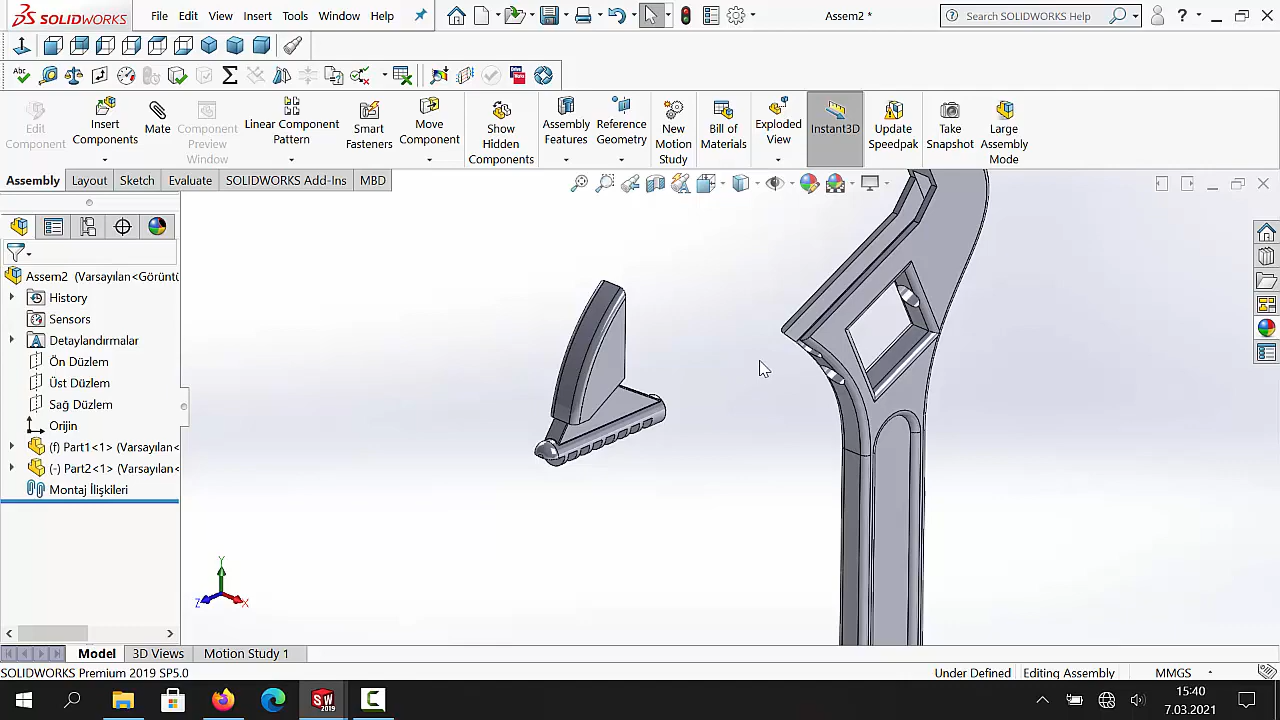 SOLIDWORKS
File Edit View Insert Tools Window Help
Assem2 *
Search SOLIDWORKS Help
?
Abc
Edit Component
Insert Components
Mate
Component Preview Window
Linear Component Pattern
Smart Fasteners
Move Component
Show Hidden Components
Assembly Features
Reference Geometry
New Motion Study
Bill of Materials
Exploded View
Instant3D
Update Speedpak
Take Snapshot
Large Assembly Mode
Assembly Layout Sketch Evaluate SOLIDWORKS Add-Ins MBD
Assem2 (Varsayılan<Görüntü
History
Sensors
Detaylandırmalar
Ön Düzlem
Üst Düzlem
Sağ Düzlem
Orijin
(f) Part1<1> (Varsayılan<
(-) Part2<1> (Varsayılan<
Montaj İlişkileri
Y
Z
X
Model 3D Views Motion Study 1
SOLIDWORKS Premium 2019 SP5.0
Under Defined Editing Assembly MMGS
SW
2019
15:40
7.03.2021